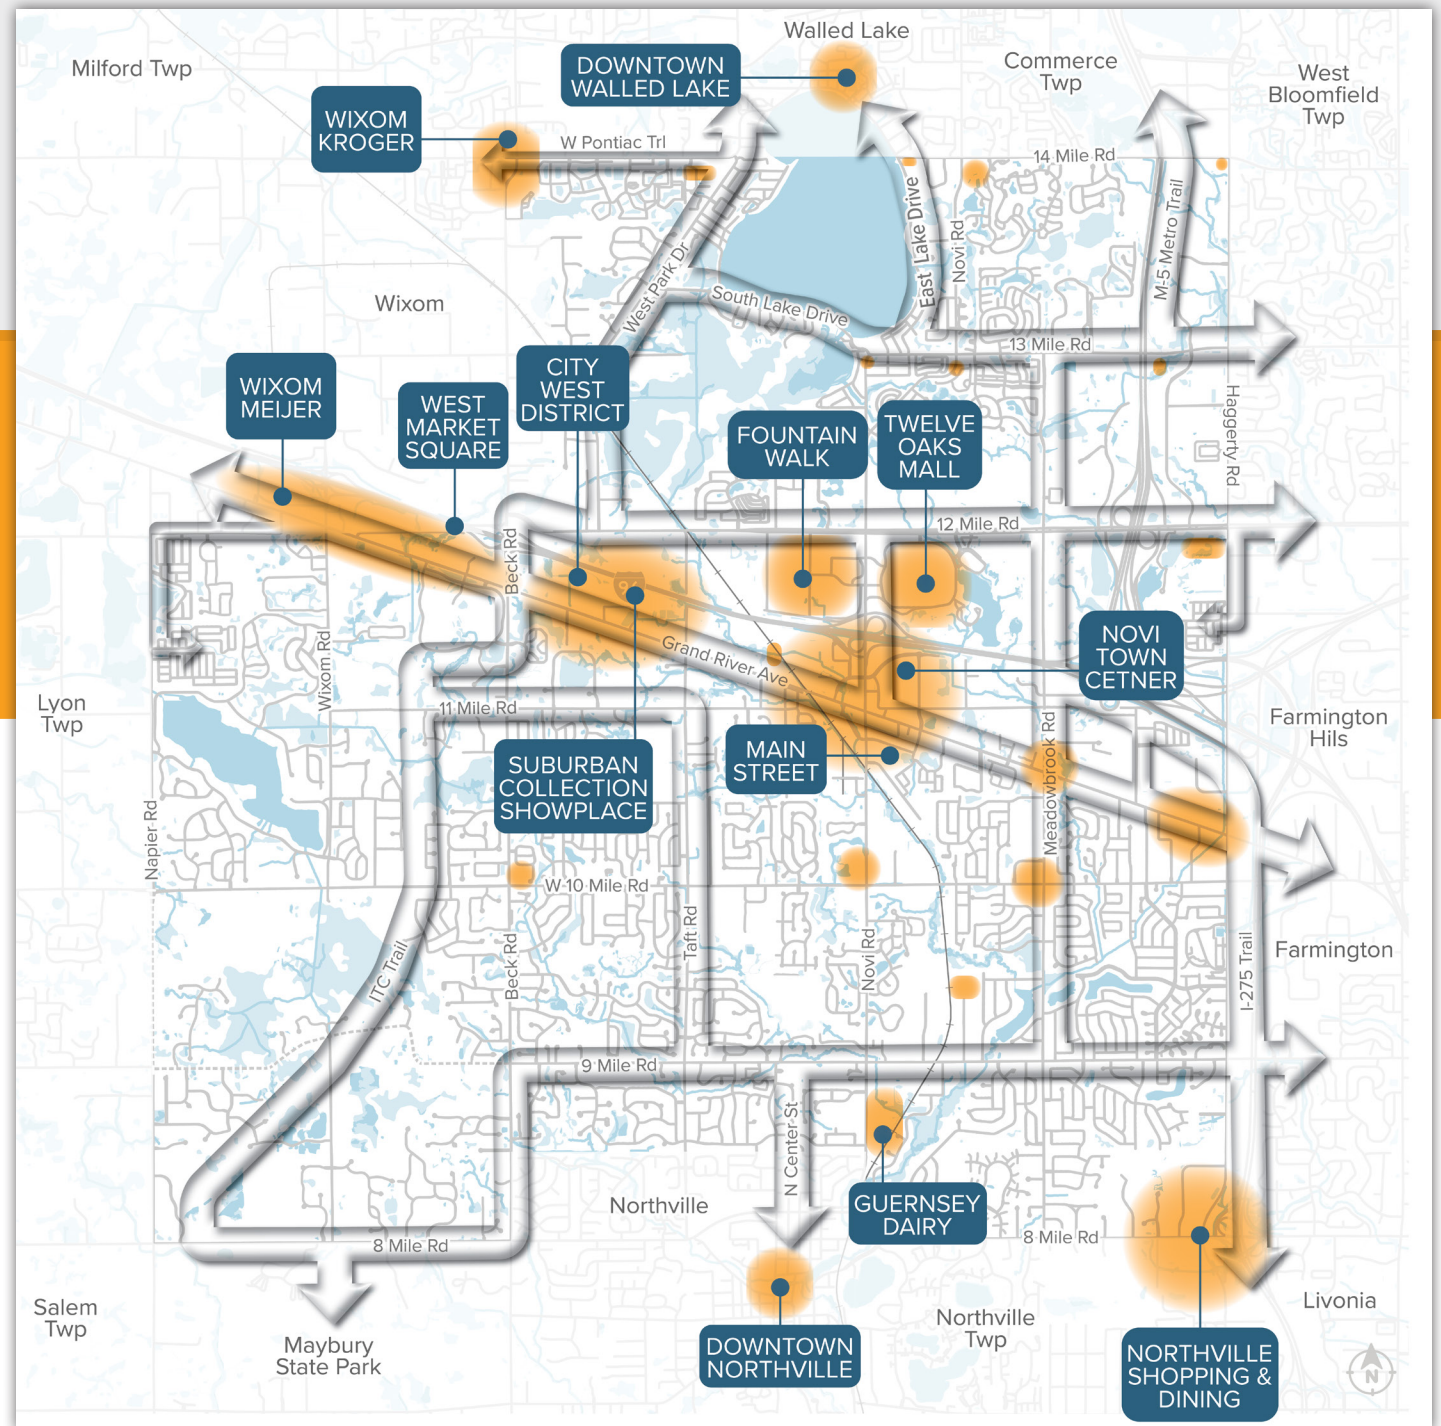 Walled Lake
Milford Twp
DOWNTOWN
WALLED LAKE
Commerce
Twp
West
Bloomfield
Twp
WIXOM
KROGER
W Pontiac Trl
14 Mile Rd
M-5 Metro Trail
East Lake Drive
Novi Rd
West Park Dr
South Lake Drive
Wixom
13 Mile Rd
WIXOM
MEIJER
WEST
MARKET
SQUARE
CITY
WEST
DISTRICT
FOUNTAIN
WALK
TWELVE
OAKS
MALL
Haggerty Rd
12 Mile Rd
Beck Rd
96
NOVI
TOWN
CETNER
Grand River Ave
Wixom Rd
Lyon
Twp
11 Mile Rd
Farmington
Hills
SUBURBAN
COLLECTION
SHOWPLACE
MAIN
STREET
Meadowbrook Rd
Napier Rd
W 10 Mile Rd
Taft Rd
Beck Rd
Novi Rd
ITC Trail
I-275 Trail
Farmington
9 Mile Rd
N Center St
Northville
GUERNSEY
DAIRY
8 Mile Rd
8 Mile Rd
Salem
Twp
Maybury
State Park
DOWNTOWN
NORTHVILLE
Northville
Twp
Livonia
NORTHVILLE
SHOPPING &
DINING
N